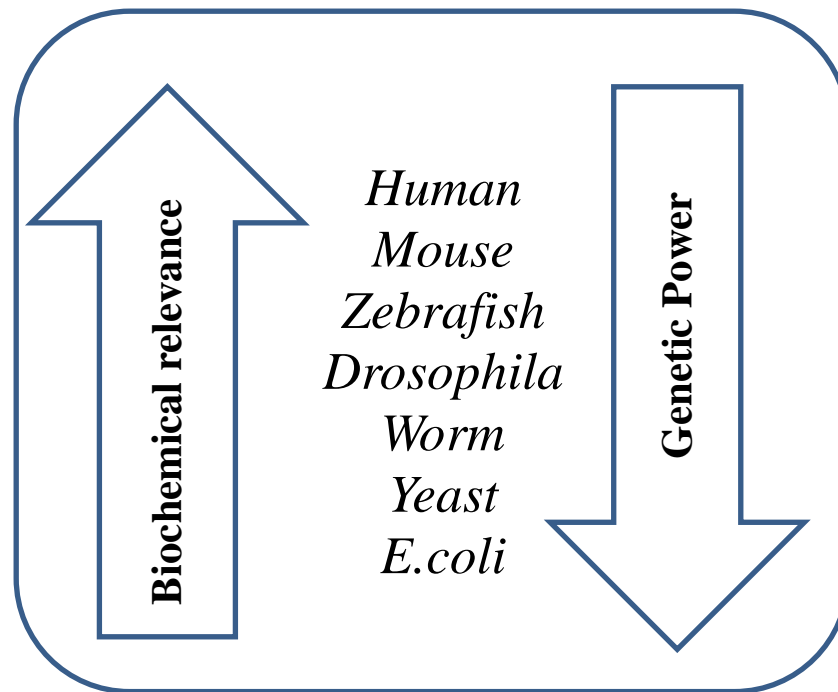 Biochemical relevance
Human
Mouse
Zebrafish
Drosophila
Worm
Yeast
E.coli
Genetic Power